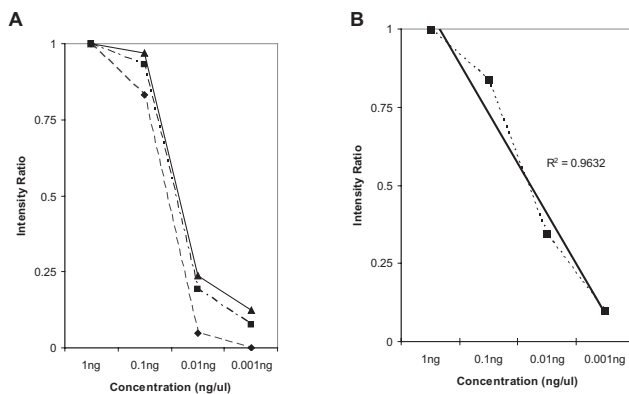 A
1
0.75
0.5
0.25
0
Intensity Ratio
1ng 0.1ng 0.01ng 0.001ng
Concentration (ng/ul)
B
1
0.75
0.5
0.25
0
Intensity Ratio
R² = 0.9632
1ng 0.1ng 0.01ng 0.001ng
Concentration (ng/ul)